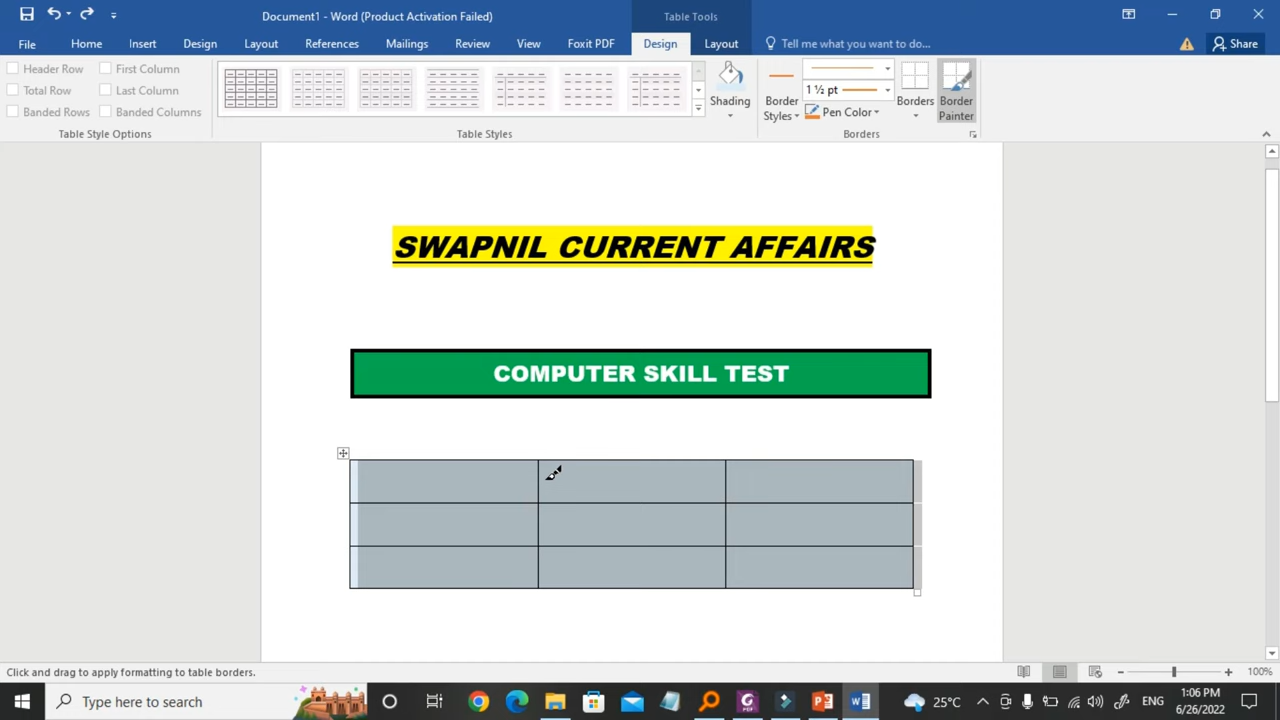 Document1 - Word (Product Activation Failed)
Table Tools
File
Home
Insert
Design
Layout
References
Mailings
Review
View
Foxit PDF
Design
Layout
Tell me what you want to do...
Share
Header Row
First Column
Total Row
Last Column
Banded Rows
Banded Columns
Table Style Options
Table Styles
Shading
Border
Styles
1 ½ pt
Pen Color
Borders
Border
Painter
Borders
SWAPNIL CURRENT AFFAIRS
COMPUTER SKILL TEST
Click and drag to apply formatting to table borders.
100%
Type here to search
25°C
ENG
1:06 PM
6/26/2022